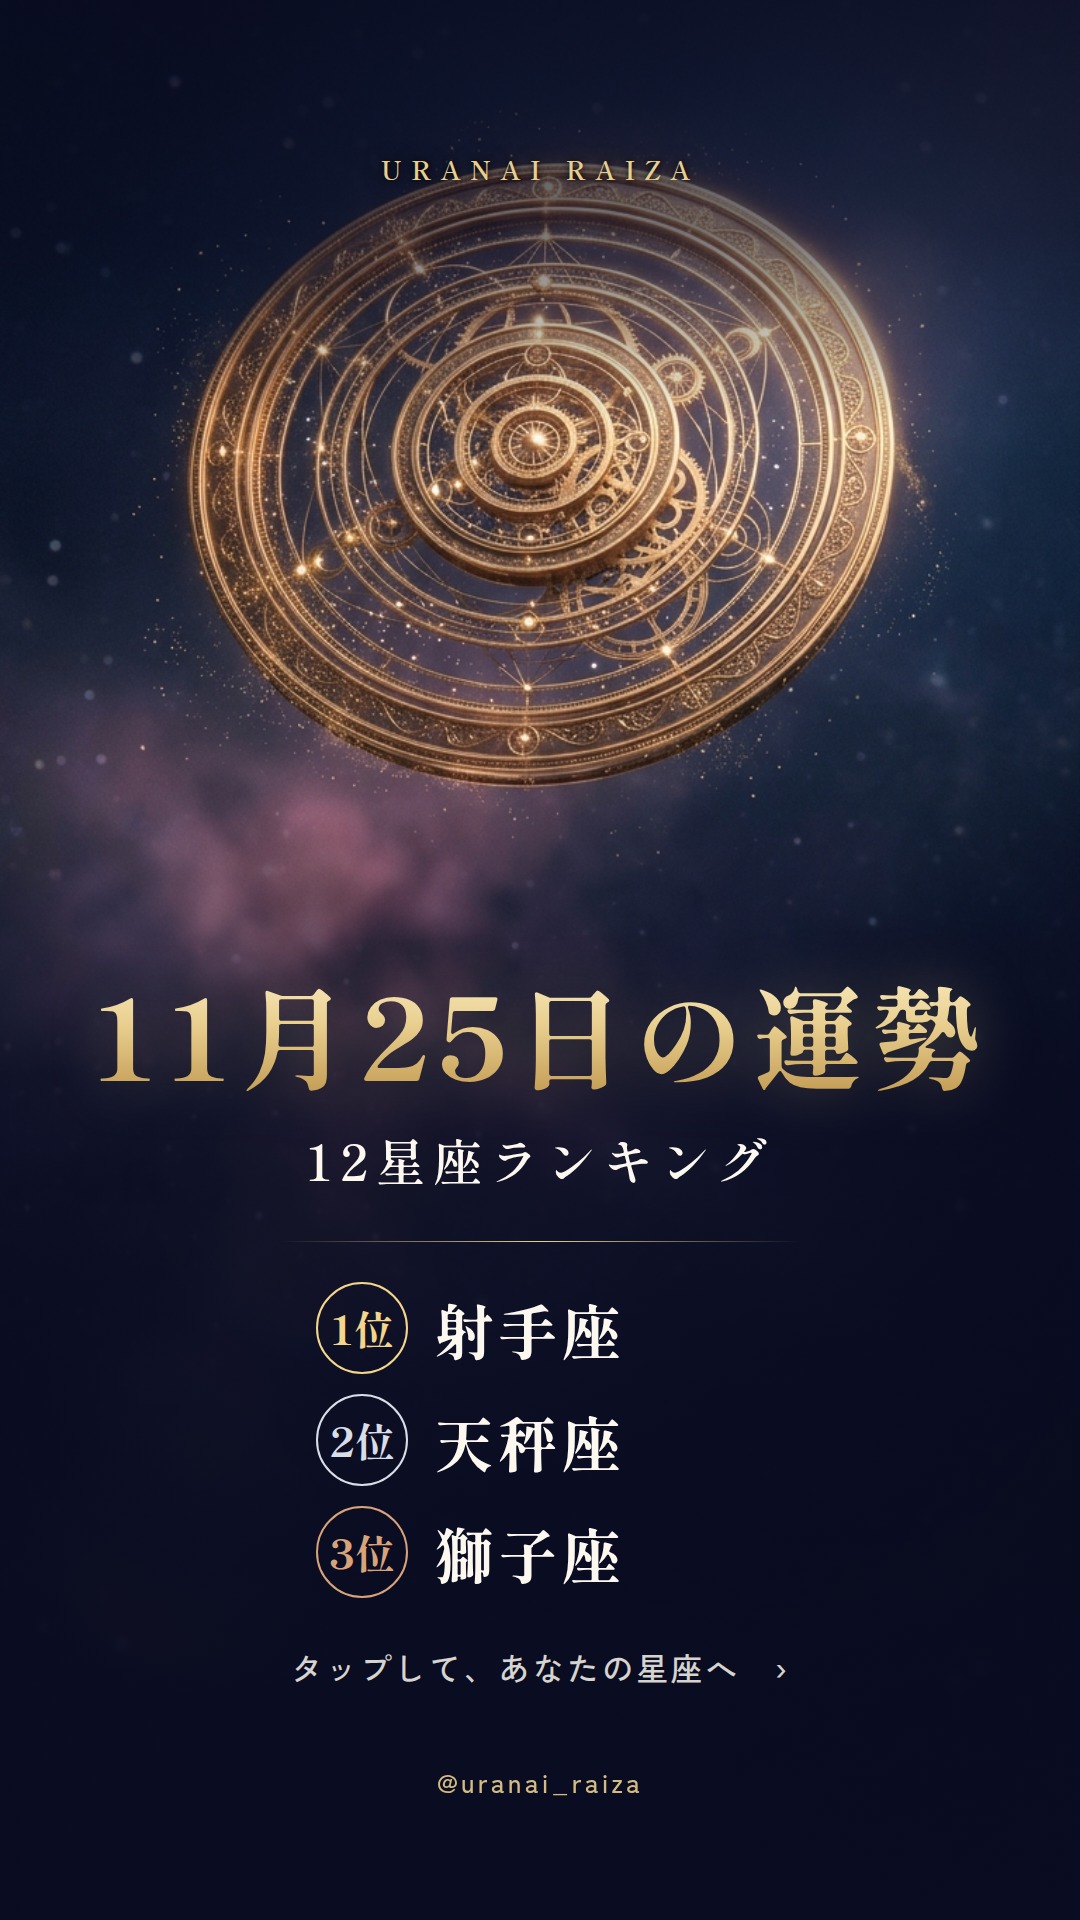 URANAI RAIZA
11月25日の運勢
12星座ランキング
1位 射手座
2位 天秤座
3位 獅子座
タップして、あなたの星座へ ›
@uranai_raiza